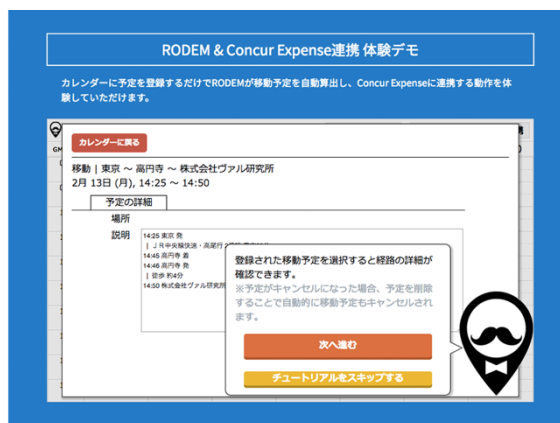 RODEM & Concur Expense連携 体験デモ
カレンダーに予定を登録するだけでRODEMが移動予定を自動算出し、Concur Expenseに連携する動作を体
験していただけます。
カレンダーに戻る
移動 | 東京 ～ 高円寺 ～ 株式会社ヴァル研究所
2月 13日 (月), 14:25 ～ 14:50
予定の詳細
場所
説明
14:25 東京 発
| ＪＲ中央線快速・高尾行
14:45 高円寺 着
14:46 高円寺 発
| 徒歩 約4分
14:50 株式会社ヴァル研究所
登録された移動予定を選択すると経路の詳細が
確認できます。
※予定がキャンセルになった場合、予定を削除
することで自動的に移動予定もキャンセルされ
ます。
次へ進む
チュートリアルをスキップする